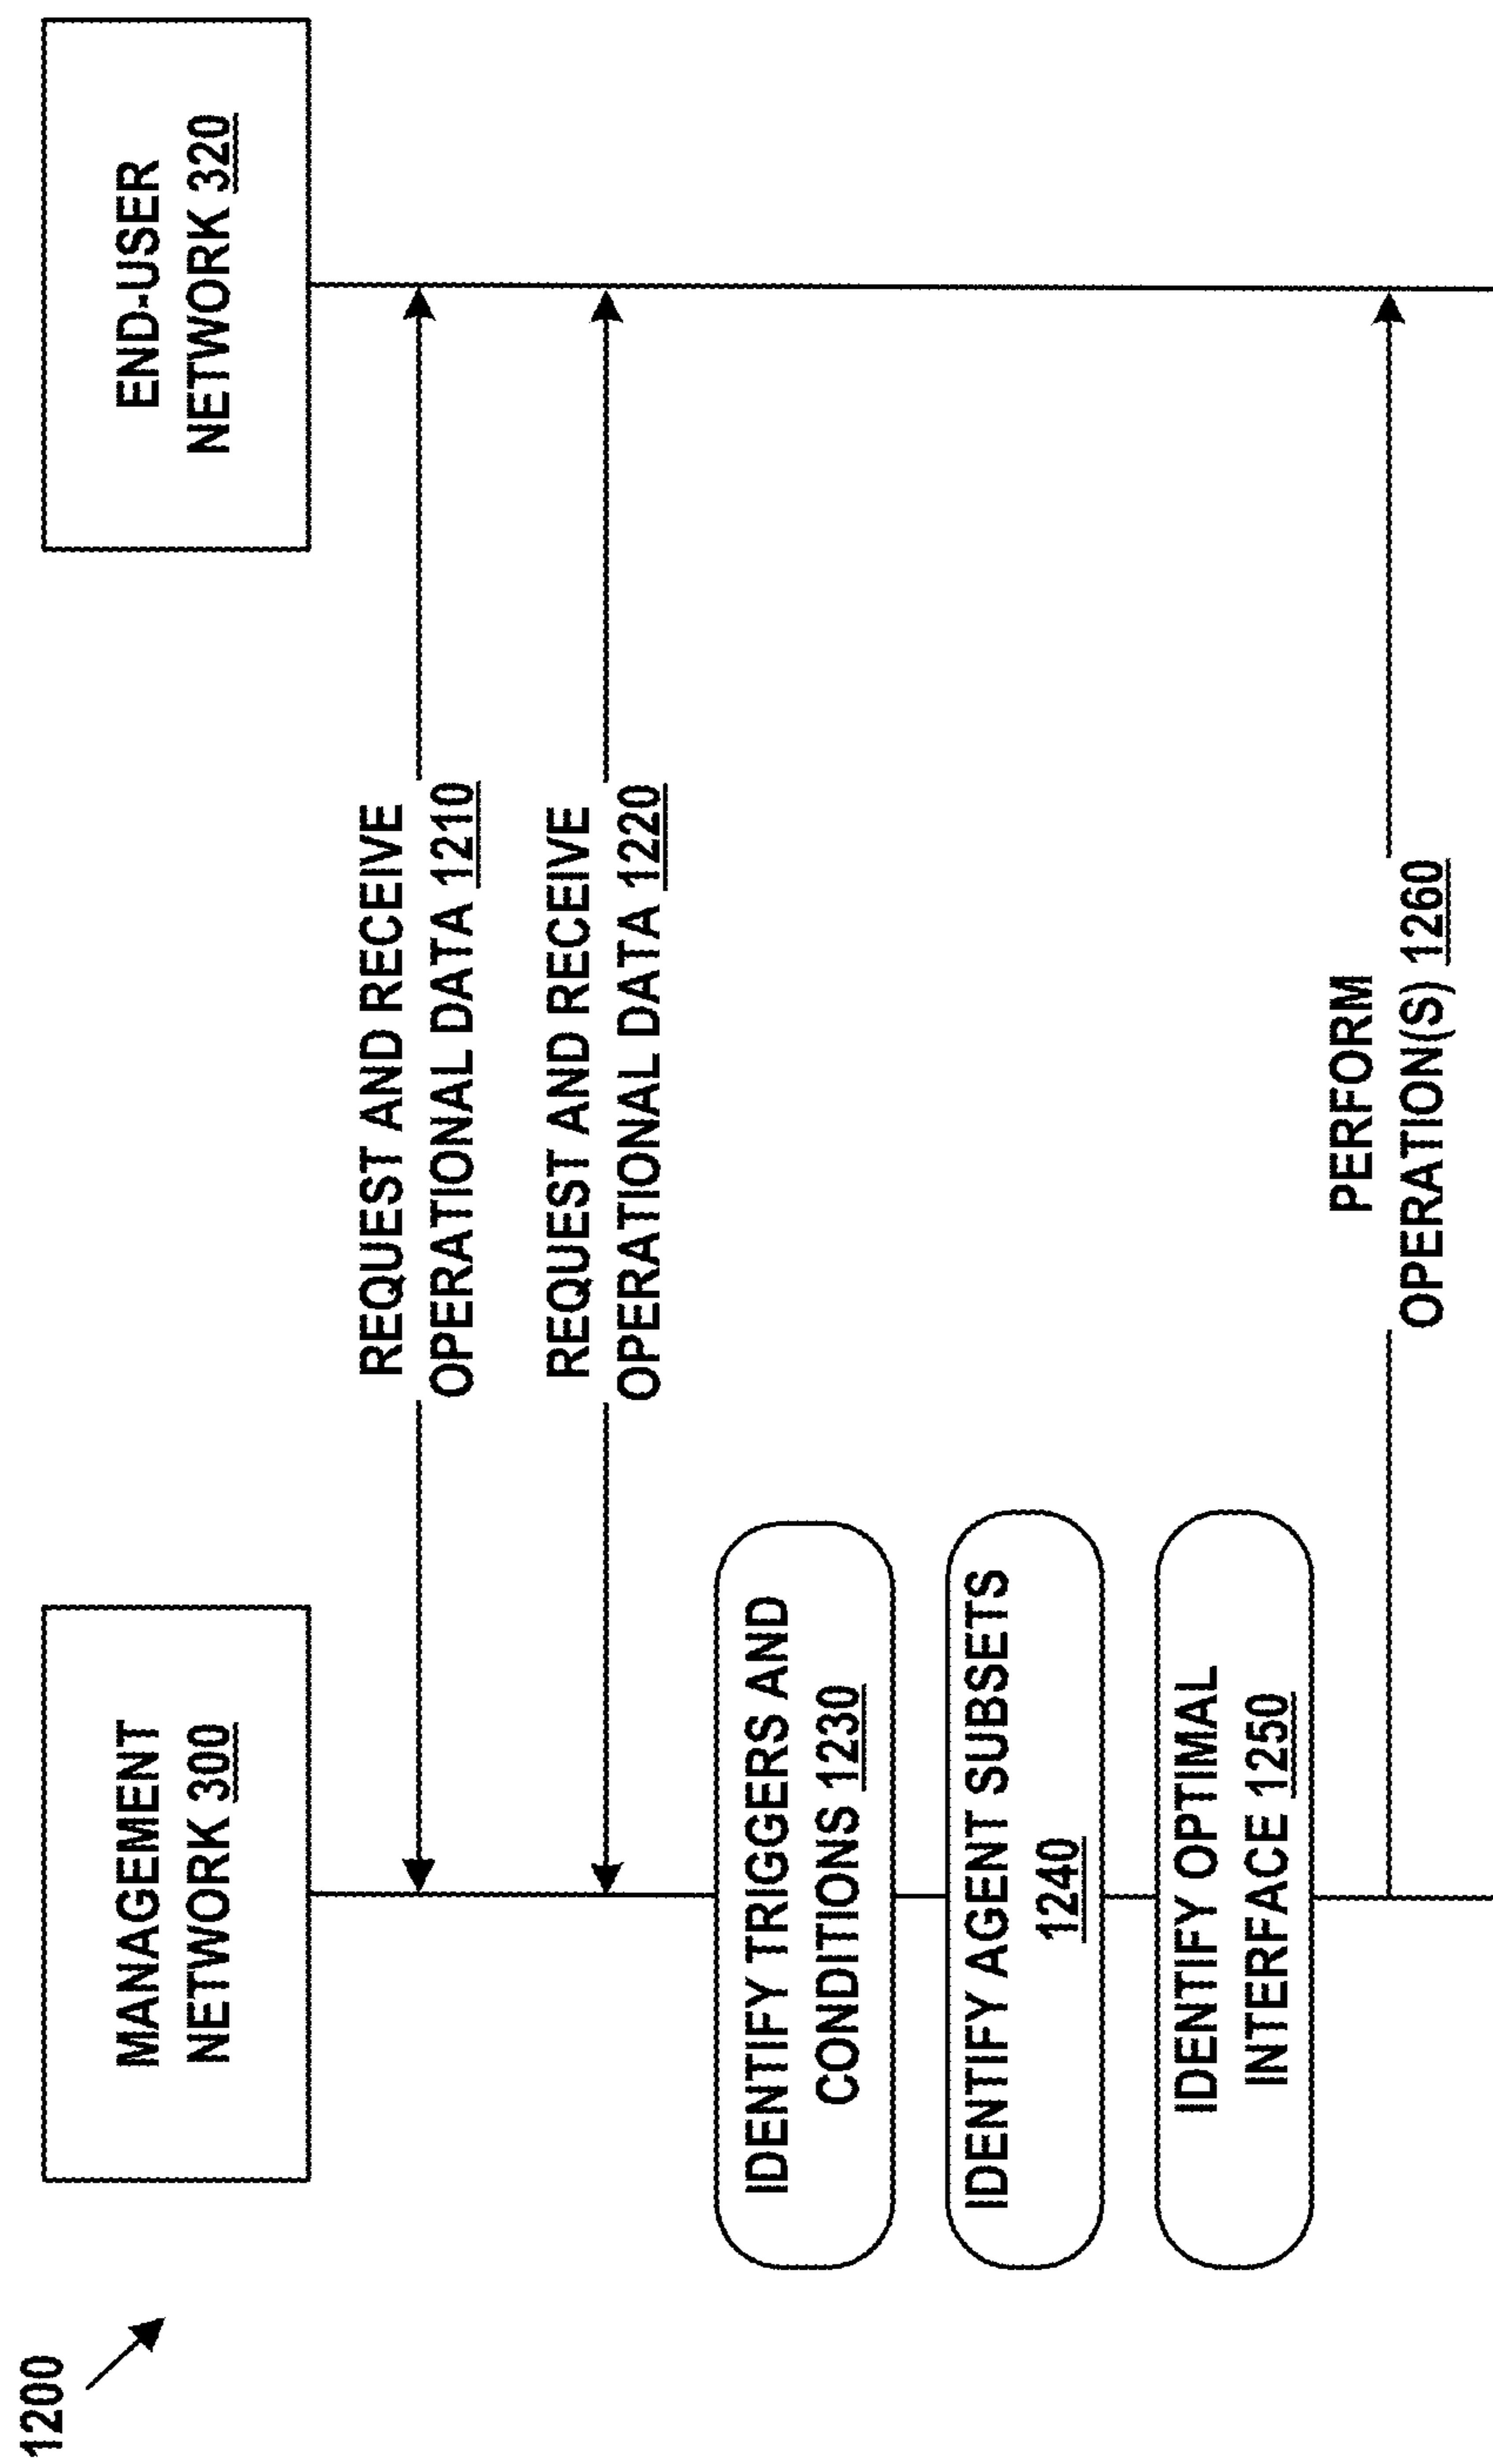 1200
MANAGEMENT
NETWORK 300
END-USER
NETWORK 320
REQUEST AND RECEIVE
OPERATIONAL DATA 1210
REQUEST AND RECEIVE
OPERATIONAL DATA 1220
IDENTIFY TRIGGERS AND
CONDITIONS 1230
IDENTIFY AGENT SUBSETS
1240
IDENTIFY OPTIMAL
INTERFACE 1250
PERFORM
OPERATION(S) 1260